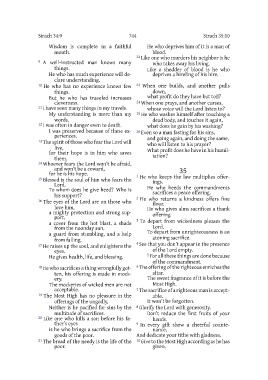 Sirach 34:9
744
Sirach 35:10
Wisdom is complete in a faithful
mouth.
9 A well-instructed man knows many
things.
He who has much experience will de-
clare understanding.
10 He who has no experience knows few
things.
But he who has traveled increases
cleverness.
11 I have seen many things in my travels.
My understanding is more than my
words.
12 I was often in danger even to death.
I was preserved because of these ex-
periences.
13 The spirit of those who fear the Lord will
live,
for their hope is in him who saves
them.
14 Whoever fears the Lord won't be afraid,
and won't be a coward,
for he is his hope.
15 Blessed is the soul of him who fears the
Lord.
To whom does he give heed? Who is
his support?
16 The eyes of the Lord are on those who
love him,
a mighty protection and strong sup-
port,
a cover from the hot blast, a shade
from the noonday sun,
a guard from stumbling, and a help
from falling.
17 He raises up the soul, and enlightens the
eyes.
He gives health, life, and blessing.
18 He who sacrifices a thing wrongfully got-
ten, his offering is made in mock-
ery.
The mockeries of wicked men are not
acceptable.
19 The Most High has no pleasure in the
offerings of the ungodly,
Neither is he pacified for sins by the
multitude of sacrifices.
20 Like one who kills a son before his fa-
ther's eyes
is he who brings a sacrifice from the
goods of the poor.
21 The bread of the needy is the life of the
poor.
He who deprives him of it is a man of
blood.
22 Like one who murders his neighbor is he
who takes away his living.
Like a shedder of blood is he who
deprives a hireling of his hire.
23 When one builds, and another pulls
down,
what profit do they have but toil?
24 When one prays, and another curses,
whose voice will the Lord listen to?
25 He who washes himself after touching a
dead body, and touches it again,
what does he gain by his washing?
26 Even so a man fasting for his sins,
and going again, and doing the same,
who will listen to his prayer?
What profit does he have in his humil-
iation?
35
1 He who keeps the law multiplies offer-
ings.
He who heeds the commandments
sacrifices a peace offering.
2 He who returns a kindness offers fine
flour.
He who gives alms sacrifices a thank
offering.
3 To depart from wickedness pleases the
Lord.
To depart from unrighteousness is an
atoning sacrifice.
4 See that you don't appear in the presence
of the Lord empty.
5 For all these things are done because
of the commandment.
6 The offering of the righteous enriches the
altar.
The sweet fragrance of it is before the
Most High.
7 The sacrifice of a righteous man is accept-
able.
It won't be forgotten.
8 Glorify the Lord with generosity.
Don't reduce the first fruits of your
hands.
9 In every gift show a cheerful counte-
nance,
And dedicate your tithe with gladness.
10 Give to the Most High according as he has
given.